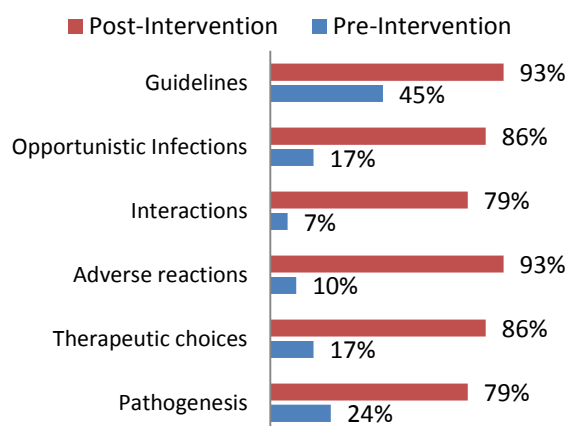 Post-Intervention Pre-Intervention
Guidelines 93%
45%
Opportunistic Infections 86%
17%
Interactions 79%
7%
Adverse reactions 93%
10%
Therapeutic choices 86%
17%
Pathogenesis 79%
24%